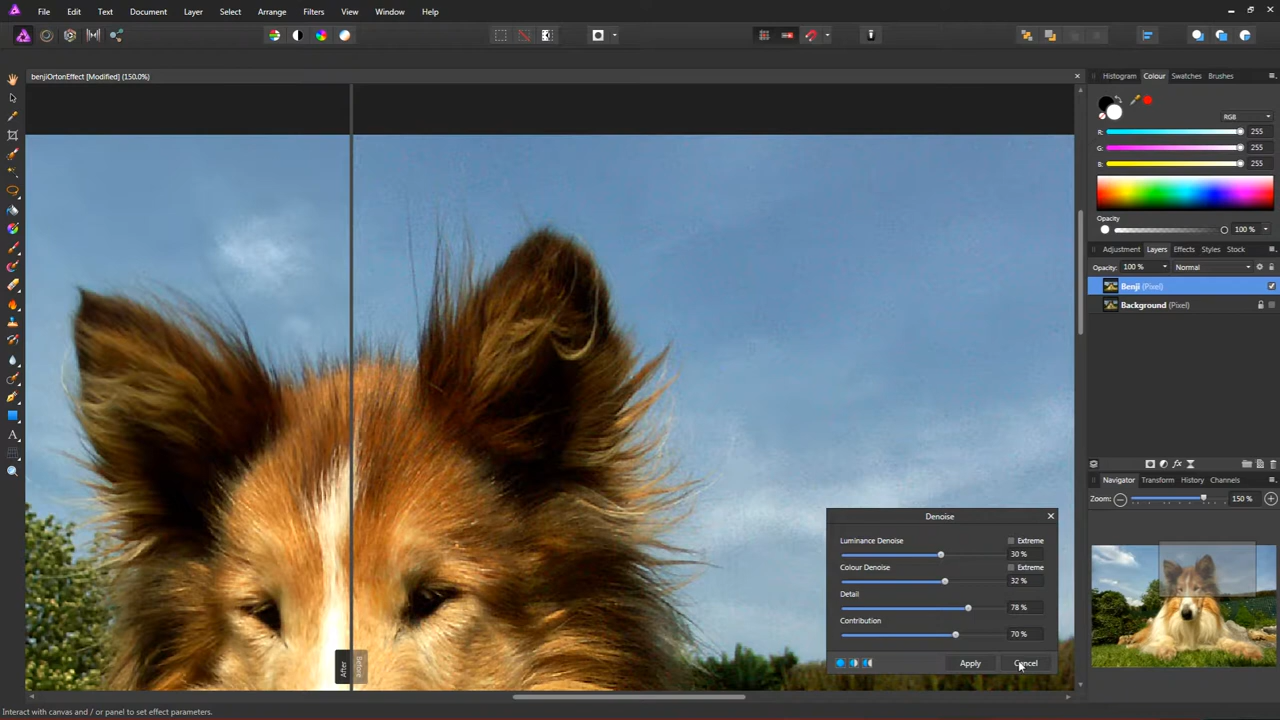 File Edit Text Document Layer Select Arrange Filters View Window Help
benjiOrtonEffect [Modified] (150.0%)
Histogram Colour Swatches Brushes
RGB
R: 255
G: 255
B: 255
Opacity
100 %
Adjustment Layers Effects Styles Stock
Opacity: 100 % Normal
Benji (Pixel)
Background (Pixel)
Navigator Transform History Channels
Zoom: 150 %
After
Before
Denoise
Luminance Denoise Extreme
30 %
Colour Denoise Extreme
32 %
Detail
78 %
Contribution
70 %
Apply Cancel
Interact with canvas and / or panel to set effect parameters.